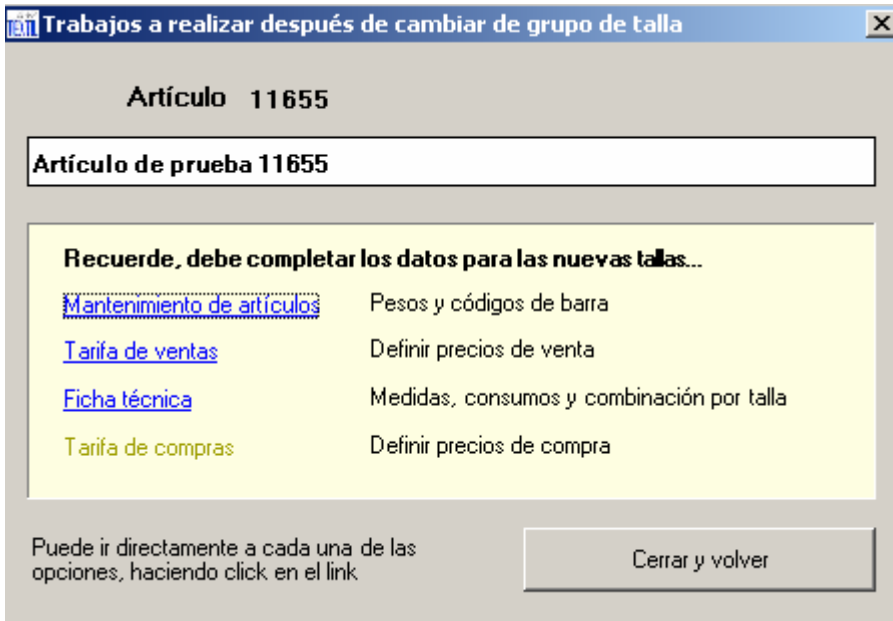 Trabajos a realizar después de cambiar de grupo de talla
Artículo 11655
Artículo de prueba 11655
Recuerde, debe completar los datos para las nuevas tallas...
Mantenimiento de artículos Pesos y códigos de barra
Tarifa de ventas Definir precios de venta
Ficha técnica Medidas, consumos y combinación por talla
Tarifa de compras Definir precios de compra
Puede ir directamente a cada una de las
opciones, haciendo click en el link
Cerrar y volver